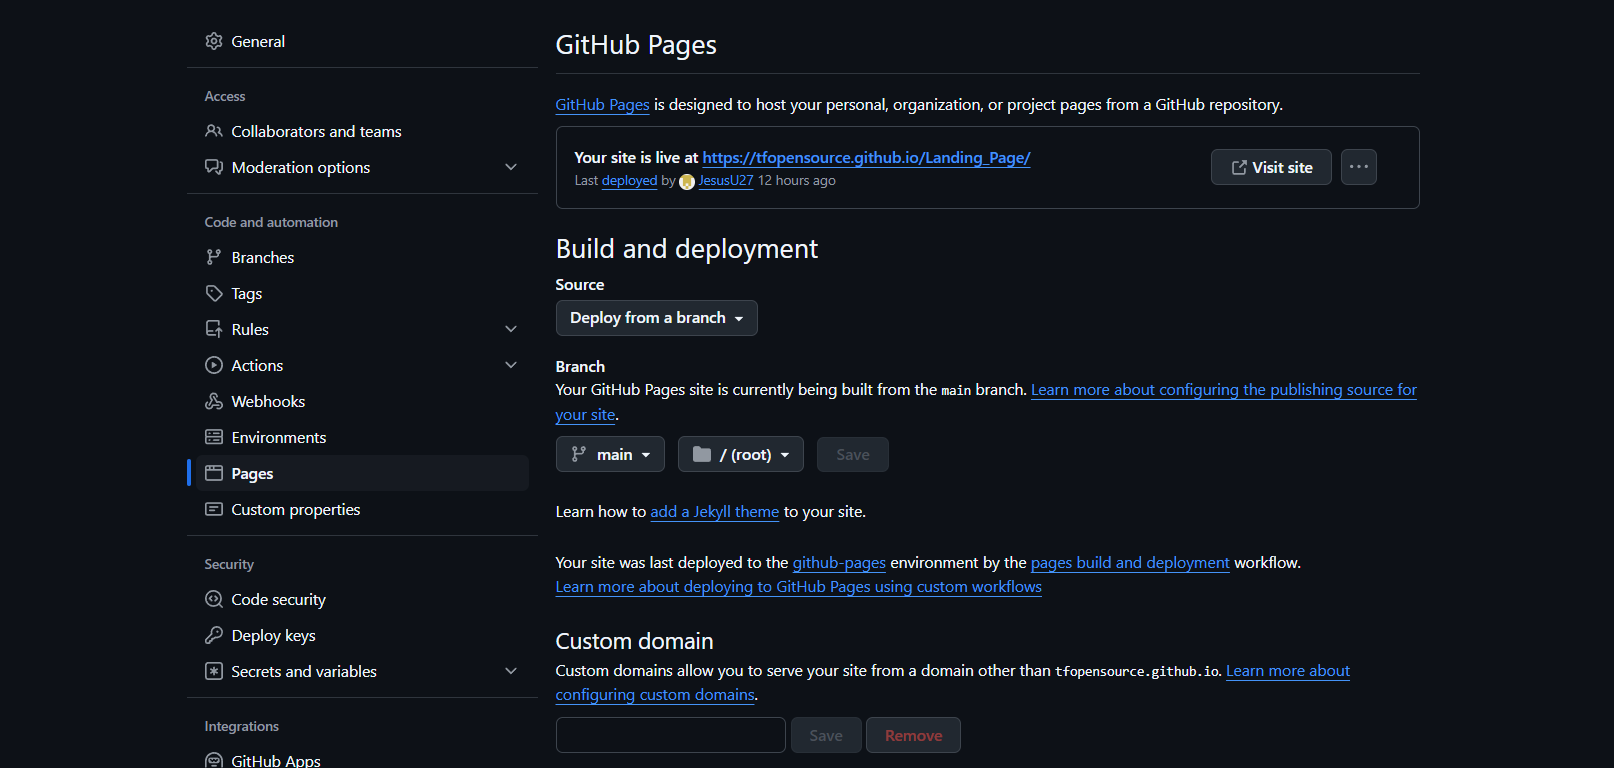 General
Access
Collaborators and teams
Moderation options
Code and automation
Branches
Tags
Rules
Actions
Webhooks
Environments
Pages
Custom properties
Security
Code security
Deploy keys
Secrets and variables
Integrations
GitHub Apps
GitHub Pages
GitHub Pages is designed to host your personal, organization, or project pages from a GitHub repository.
Your site is live at https://tfopensource.github.io/Landing_Page/
Last deployed by JesusU27 12 hours ago
Visit site
Build and deployment
Source
Deploy from a branch
Branch
Your GitHub Pages site is currently being built from the main branch. Learn more about configuring the publishing source for
your site.
main
/ (root)
Save
Learn how to add a Jekyll theme to your site.
Your site was last deployed to the github-pages environment by the pages build and deployment workflow.
Learn more about deploying to GitHub Pages using custom workflows
Custom domain
Custom domains allow you to serve your site from a domain other than tfopensource.github.io. Learn more about
configuring custom domains.
Save
Remove